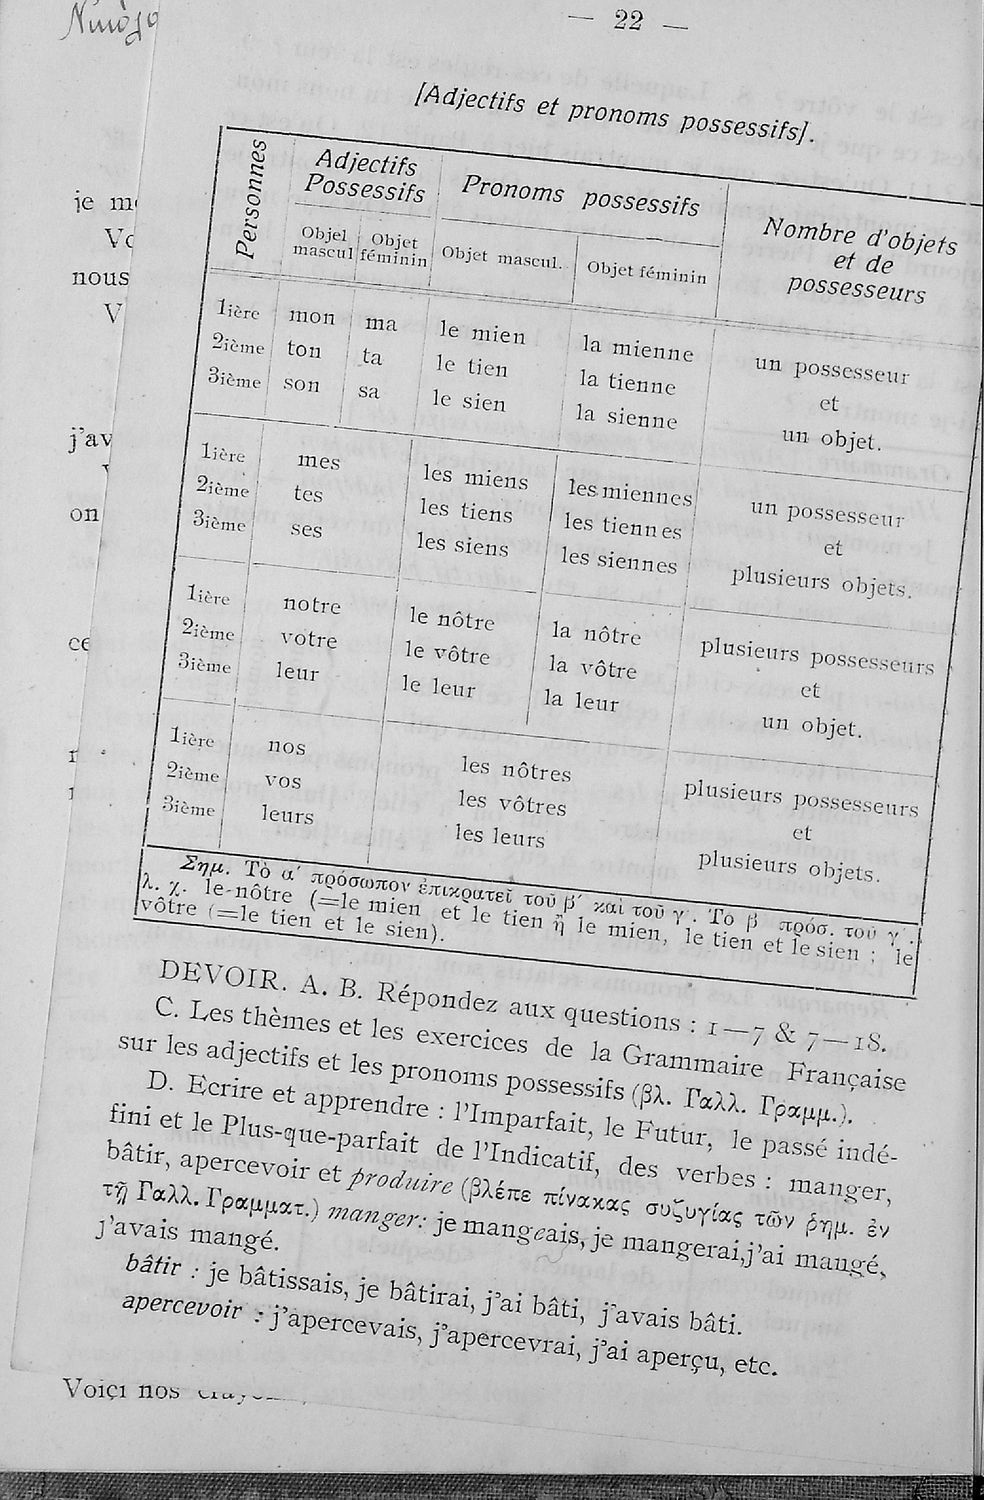 — 22 —
[Adjectifs et pronoms possessifs].
Personnes
Adjectifs Possessifs
Pronoms possessifs
Nombre d'objets et de possesseurs
Objel mascul
Objet féminin
Objet mascul.
Objet féminin
1ière mon ma le mien la mienne un possesseur
2ième ton ta le tien la tienne et
3ième son sa le sien la sienne un objet.
1ière mes les miens les miennes un possesseur
2ième tes les tiens les tiennes et
3ième ses les siens les siennes plusieurs objets.
1ière notre le nôtre la nôtre plusieurs possesseurs
2ième votre le vôtre la vôtre et
3ième leur le leur la leur un objet.
1ière nos les nôtres plusieurs possesseurs
2ième vos les vôtres et
3ième leurs les leurs plusieurs objets.
Σημ. Τὸ α΄ πρόσωπον ἐπικρατεῖ τοῦ β΄ καὶ τοῦ γ΄. Τὸ β πρόσ. τοῦ γ΄.
λ. χ. le-nôtre (=le mien et le tien ἢ le mien, le tien et le sien ; le
vôtre (=le tien et le sien).
DEVOIR. A. B. Répondez aux questions : 1—7 & 7—18.
C. Les thèmes et les exercices de la Grammaire Française
sur les adjectifs et les pronoms possessifs (βλ. Γαλλ. Γραμμ.).
D. Ecrire et apprendre : l'Imparfait, le Futur, le passé indé-
fini et le Plus-que-parfait de l'Indicatif, des verbes : manger,
bâtir, apercevoir et produire (βλέπε πίνακας συζυγίας τῶν ῥημ. ἐν
τῇ Γαλλ. Γραμματ.) manger: je mangeais, je mangerai, j'ai mangé,
j'avais mangé.
bâtir : je bâtissais, je bâtirai, j'ai bâti, j'avais bâti.
apercevoir : j'apercevais, j'apercevrai, j'ai aperçu, etc.
je
nous
j'av
on
ce
Voiçi nos